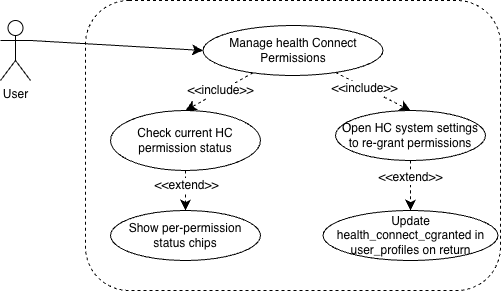 Manage health Connect
Permissions
User
<<include>>
<<include>>
Check current HC
permission status
Open HC system settings
to re-grant permissions
<<extend>>
<<extend>>
Show per-permission
status chips
Update
health_connect_cgranted in
user_profiles on return